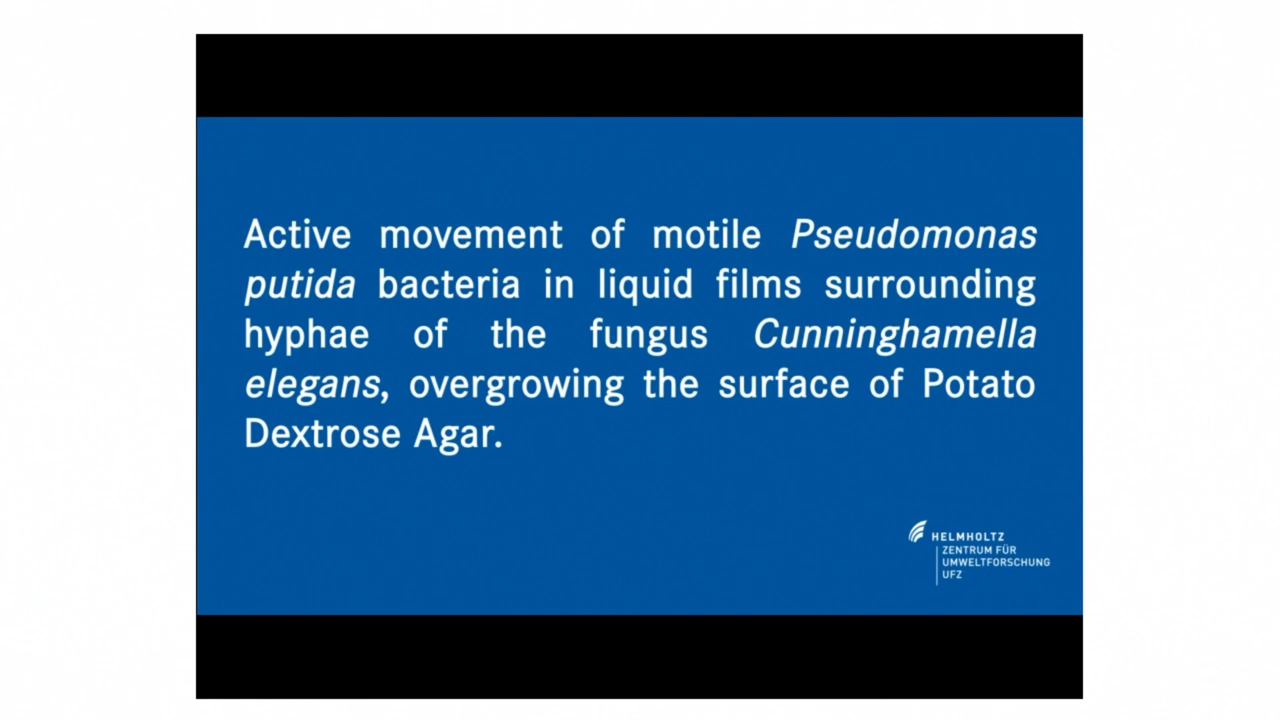 Active movement of motile Pseudomonas
putida bacteria in liquid films surrounding
hyphae of the fungus Cunninghamella
elegans, overgrowing the surface of Potato
Dextrose Agar.
HELMHOLTZ
ZENTRUM FÜR
UMWELTFORSCHUNG
UFZ